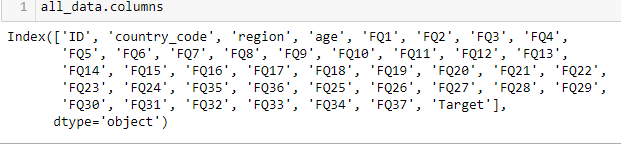 1 all_data.columns
Index(['ID', 'country_code', 'region', 'age', 'FQ1', 'FQ2', 'FQ3', 'FQ4',
'FQ5', 'FQ6', 'FQ7', 'FQ8', 'FQ9', 'FQ10', 'FQ11', 'FQ12', 'FQ13',
'FQ14', 'FQ15', 'FQ16', 'FQ17', 'FQ18', 'FQ19', 'FQ20', 'FQ21', 'FQ22',
'FQ23', 'FQ24', 'FQ35', 'FQ36', 'FQ25', 'FQ26', 'FQ27', 'FQ28', 'FQ29',
'FQ30', 'FQ31', 'FQ32', 'FQ33', 'FQ34', 'FQ37', 'Target'],
dtype='object')